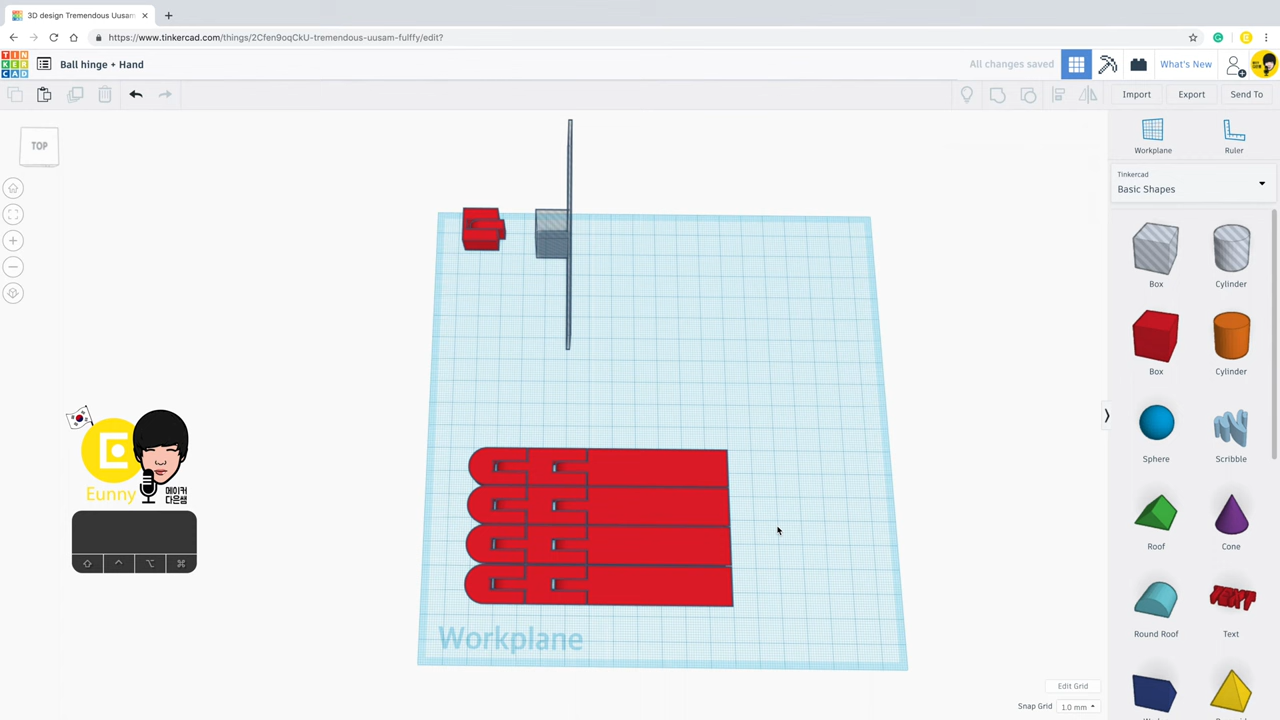 3D design Tremendous Uusam
https://www.tinkercad.com/things/2Cfen9oqCkU-tremendous-uusam-fulffy/edit?
E
TIN
KER
CAD
Ball hinge + Hand
All changes saved
What's New
Import
Export
Send To
TOP
Workplane
Ruler
Tinkercad
Basic Shapes
Box
Cylinder
Box
Cylinder
Sphere
Scribble
Roof
Cone
TEXT
Round Roof
Text
Eunny
메이커
다은쌤
Workplane
Edit Grid
Snap Grid
1.0 mm